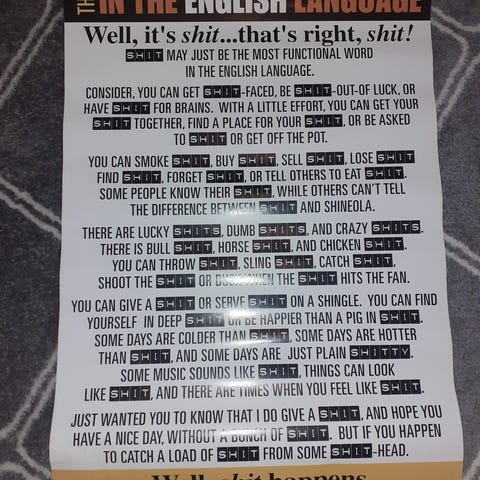 IN THE ENGLISH LANGUAGE
Well, it's shit...that's right, shit!
SHIT MAY JUST BE THE MOST FUNCTIONAL WORD
IN THE ENGLISH LANGUAGE.
CONSIDER, YOU CAN GET SHIT-FACED, BE SHIT-OUT-OF LUCK, OR
HAVE SHIT FOR BRAINS. WITH A LITTLE EFFORT, YOU CAN GET YOUR
SHIT TOGETHER, FIND A PLACE FOR YOUR SHIT, OR BE ASKED
TO SHIT OR GET OFF THE POT.
YOU CAN SMOKE SHIT, BUY SHIT, SELL SHIT, LOSE SHIT
FIND SHIT, FORGET SHIT, OR TELL OTHERS TO EAT SHIT.
SOME PEOPLE KNOW THEIR SHIT, WHILE OTHERS CAN'T TELL
THE DIFFERENCE BETWEEN SHIT AND SHINEOLA.
THERE ARE LUCKY SHITS, DUMB SHITS, AND CRAZY SHITS.
THERE IS BULL SHIT, HORSE SHIT, AND CHICKEN SHIT.
YOU CAN THROW SHIT, SLING SHIT, CATCH SHIT,
SHOOT THE SHIT OR DUCK WHEN THE SHIT HITS THE FAN.
YOU CAN GIVE A SHIT OR SERVE SHIT ON A SHINGLE. YOU CAN FIND
YOURSELF IN DEEP SHIT OR BE HAPPIER THAN A PIG IN SHIT.
SOME DAYS ARE COLDER THAN SHIT, SOME DAYS ARE HOTTER
THAN SHIT, AND SOME DAYS ARE JUST PLAIN SHITTY.
SOME MUSIC SOUNDS LIKE SHIT, THINGS CAN LOOK
LIKE SHIT, AND THERE ARE TIMES WHEN YOU FEEL LIKE SHIT.
JUST WANTED YOU TO KNOW THAT I DO GIVE A SHIT, AND HOPE YOU
HAVE A NICE DAY, WITHOUT A BUNCH OF SHIT. BUT IF YOU HAPPEN
TO CATCH A LOAD OF SHIT FROM SOME SHIT-HEAD.
Well, shit happens